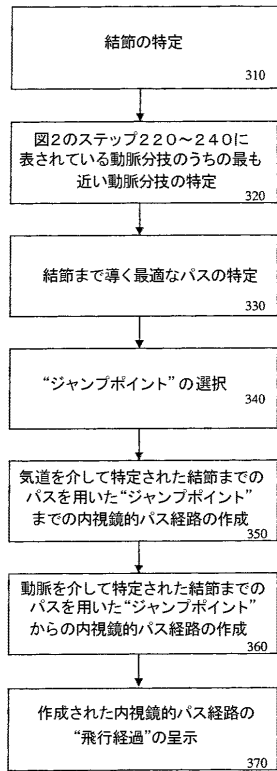 結節の特定
310
図2のステップ220～240に
表されている動脈分技のうちの最も
近い動脈分技の特定
320
結節まで導く最適なパスの特定
330
“ジャンプポイント”の選択
340
気道を介して特定された結節までの
パスを用いた“ジャンプポイント”
までの内視鏡的パス経路の作成
350
動脈を介して特定された結節までの
パスを用いた“ジャンプポイント”
からの内視鏡的パス経路の作成
360
作成された内視鏡的パス経路の
“飛行経過”の呈示
370